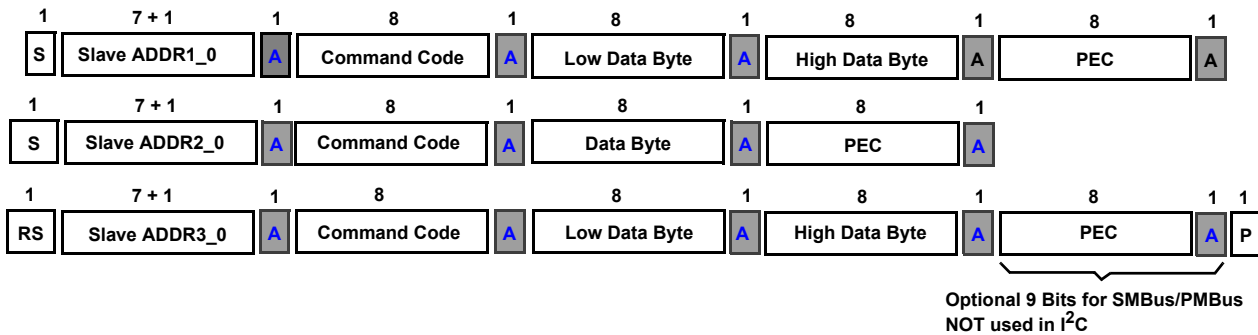 1 7 + 1 1 8 1 8 1 8 1 8 1
S Slave ADDR1_0 A Command Code A Low Data Byte A High Data Byte A PEC A
1 7 + 1 1 8 1 8 1 8 1
S Slave ADDR2_0 A Command Code A Data Byte A PEC A
1 7 + 1 1 8 1 8 1 8 1 8 1 1
RS Slave ADDR3_0 A Command Code A Low Data Byte A High Data Byte A PEC A P
Optional 9 Bits for SMBus/PMBus
NOT used in I²C